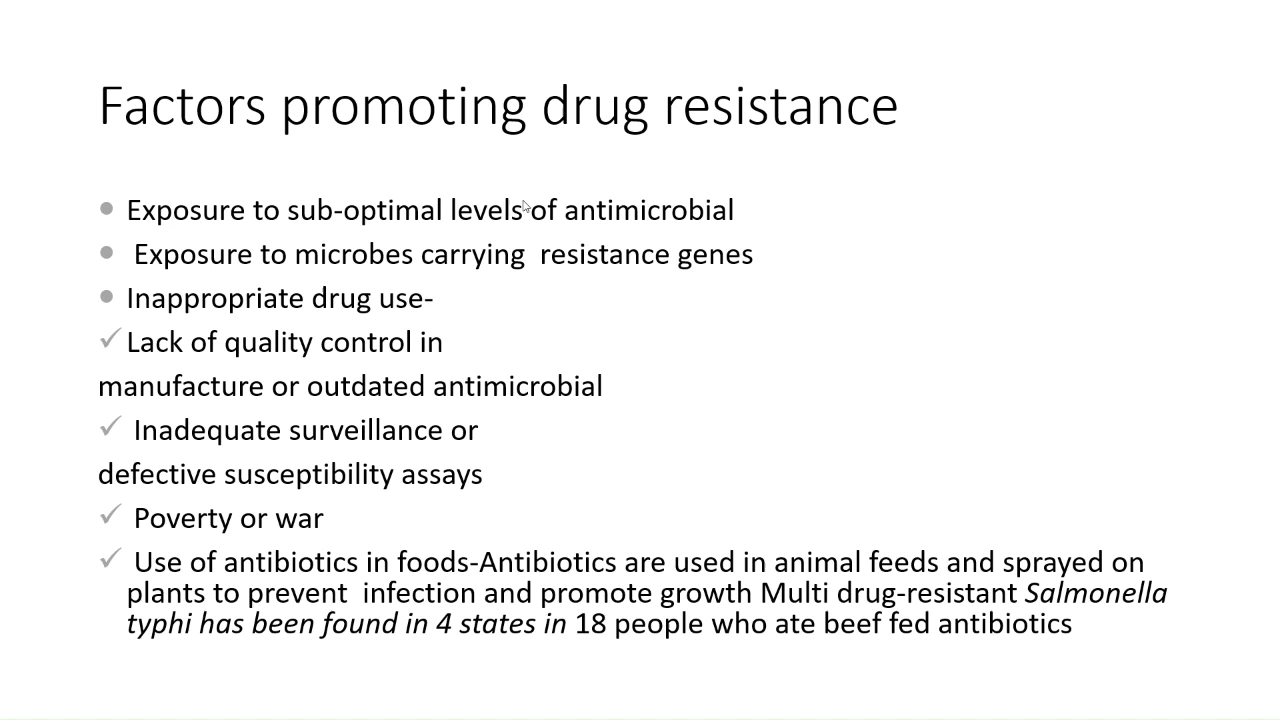 Factors promoting drug resistance
• Exposure to sub-optimal levels of antimicrobial
• Exposure to microbes carrying resistance genes
• Inappropriate drug use-
✓ Lack of quality control in
manufacture or outdated antimicrobial
✓ Inadequate surveillance or
defective susceptibility assays
✓ Poverty or war
✓ Use of antibiotics in foods-Antibiotics are used in animal feeds and sprayed on
plants to prevent infection and promote growth Multi drug-resistant Salmonella
typhi has been found in 4 states in 18 people who ate beef fed antibiotics